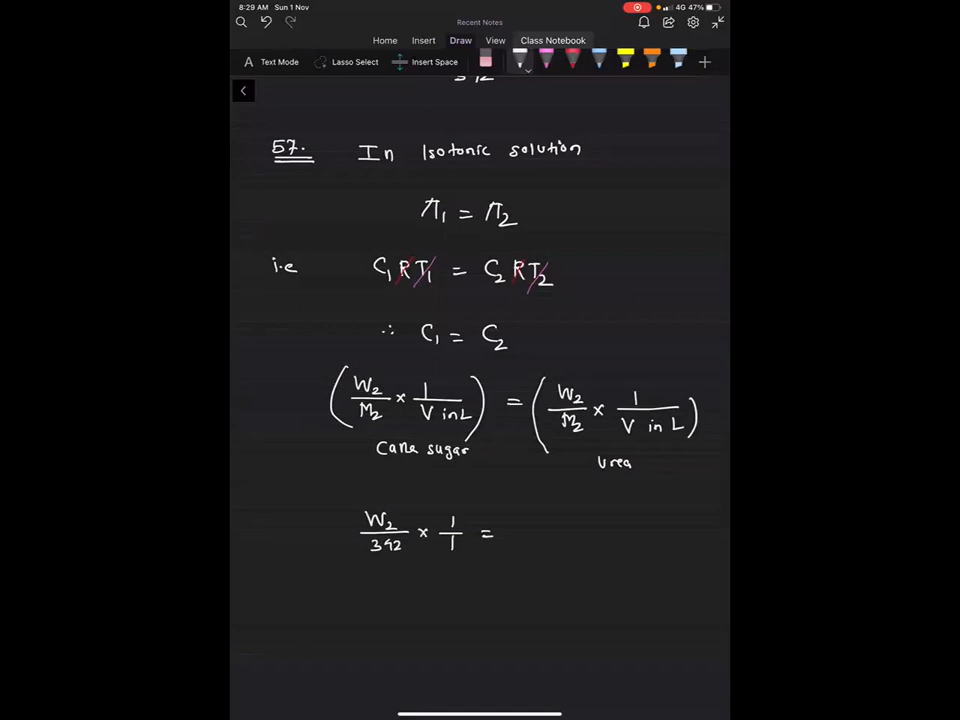 8:29 AM Sun 1 Nov
4G 47%
Recent Notes
Home Insert Draw View Class Notebook
Text Mode Lasso Select Insert Space
57. In Isotonic solution
π₁ = π₂
i.e C₁RT₁ = C₂RT₂
∴ C₁ = C₂
(W₂/M₂ × 1/V in L) = (W₂/M₂ × 1/V in L)
Cane sugar Urea
W₂/342 × 1/1 =